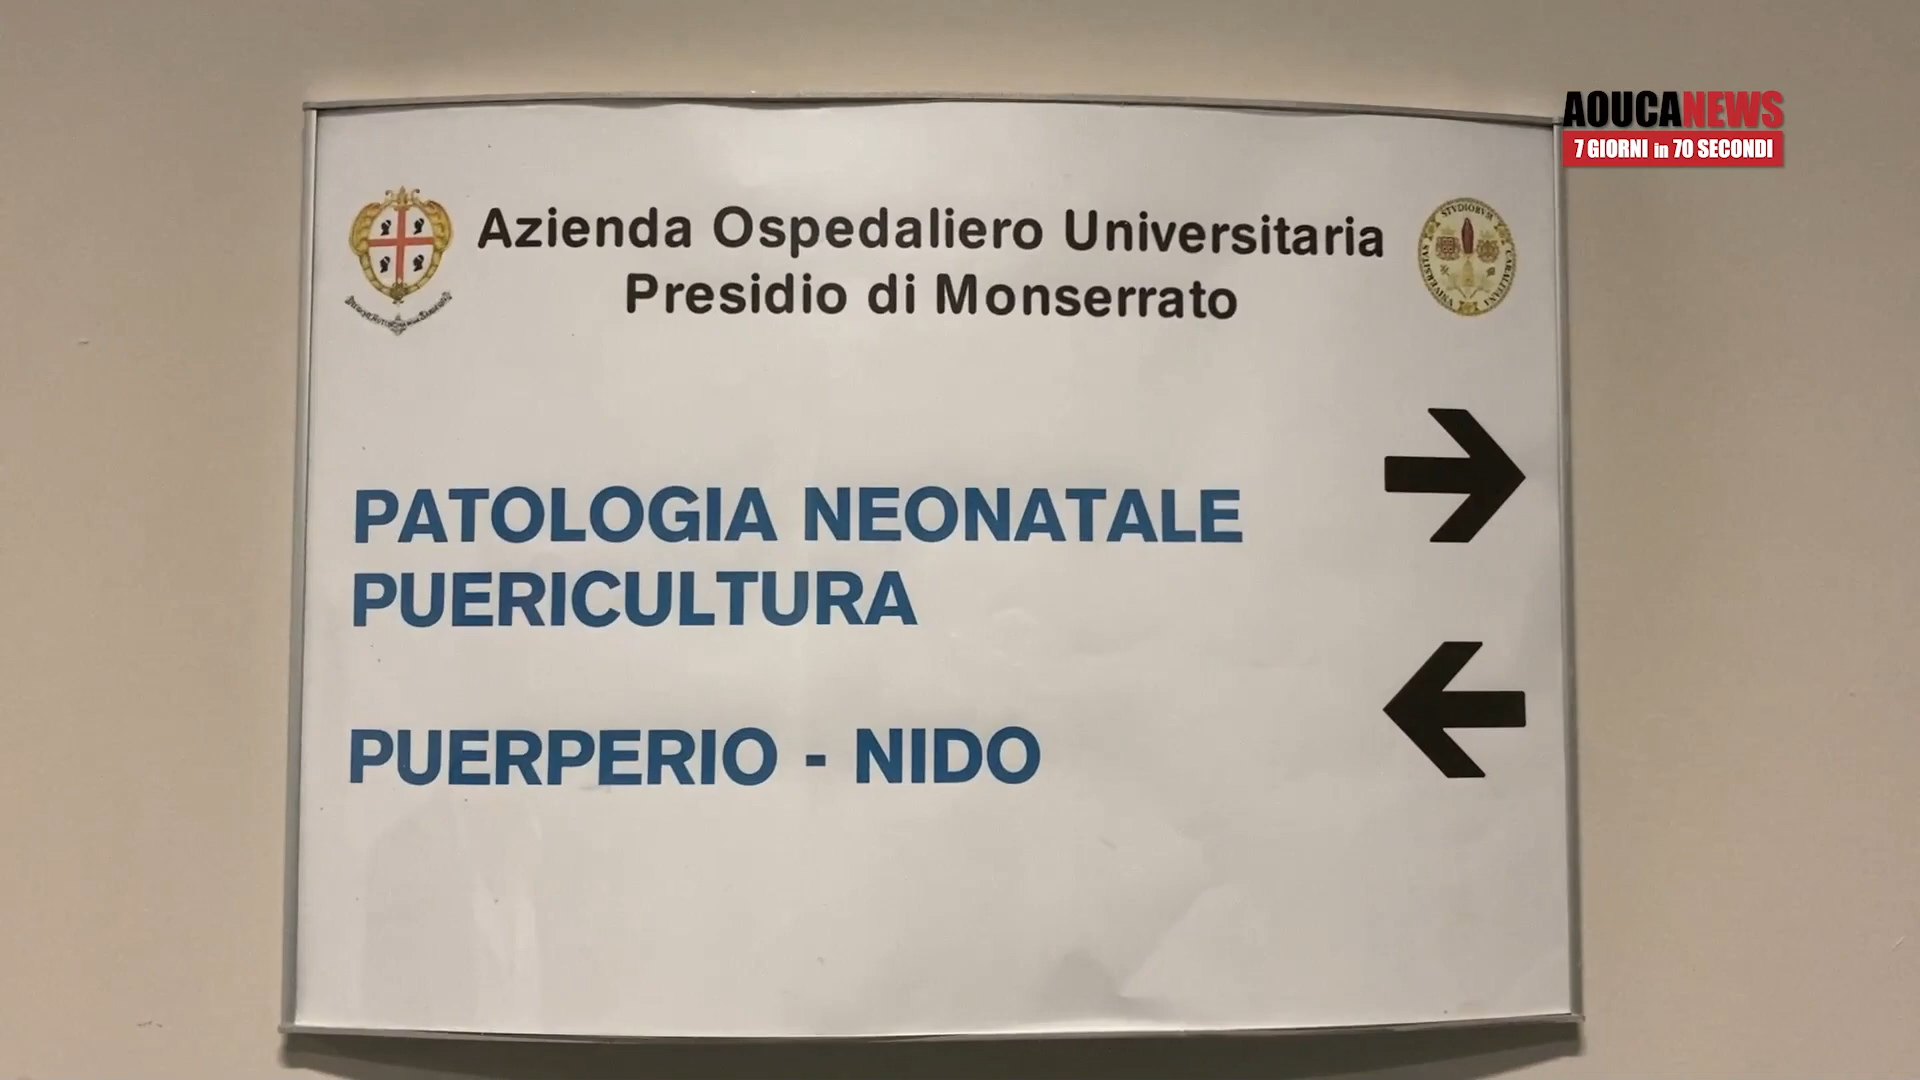 AOUCANEWS
7 GIORNI in 70 SECONDI
Azienda Ospedaliero Universitaria
Presidio di Monserrato
PATOLOGIA NEONATALE
PUERICULTURA
PUERPERIO - NIDO